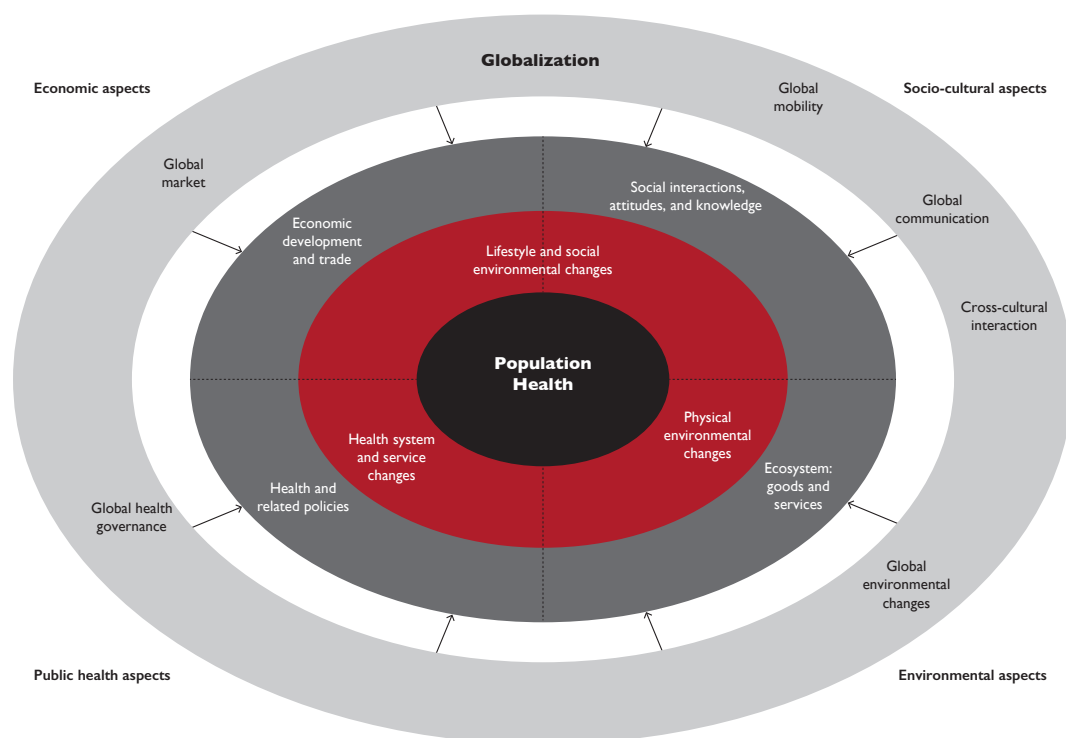 Globalization
Economic aspects
Socio-cultural aspects
Global
mobility
Global
market
Social interactions,
attitudes, and knowledge
Global
communication
Economic
development
and trade
Lifestyle and social
environmental changes
Cross-cultural
interaction
Population
Health
Physical
environmental
changes
Health system
and service
changes
Ecosystem:
goods and
services
Health and
related policies
Global health
governance
Global
environmental
changes
Public health aspects
Environmental aspects